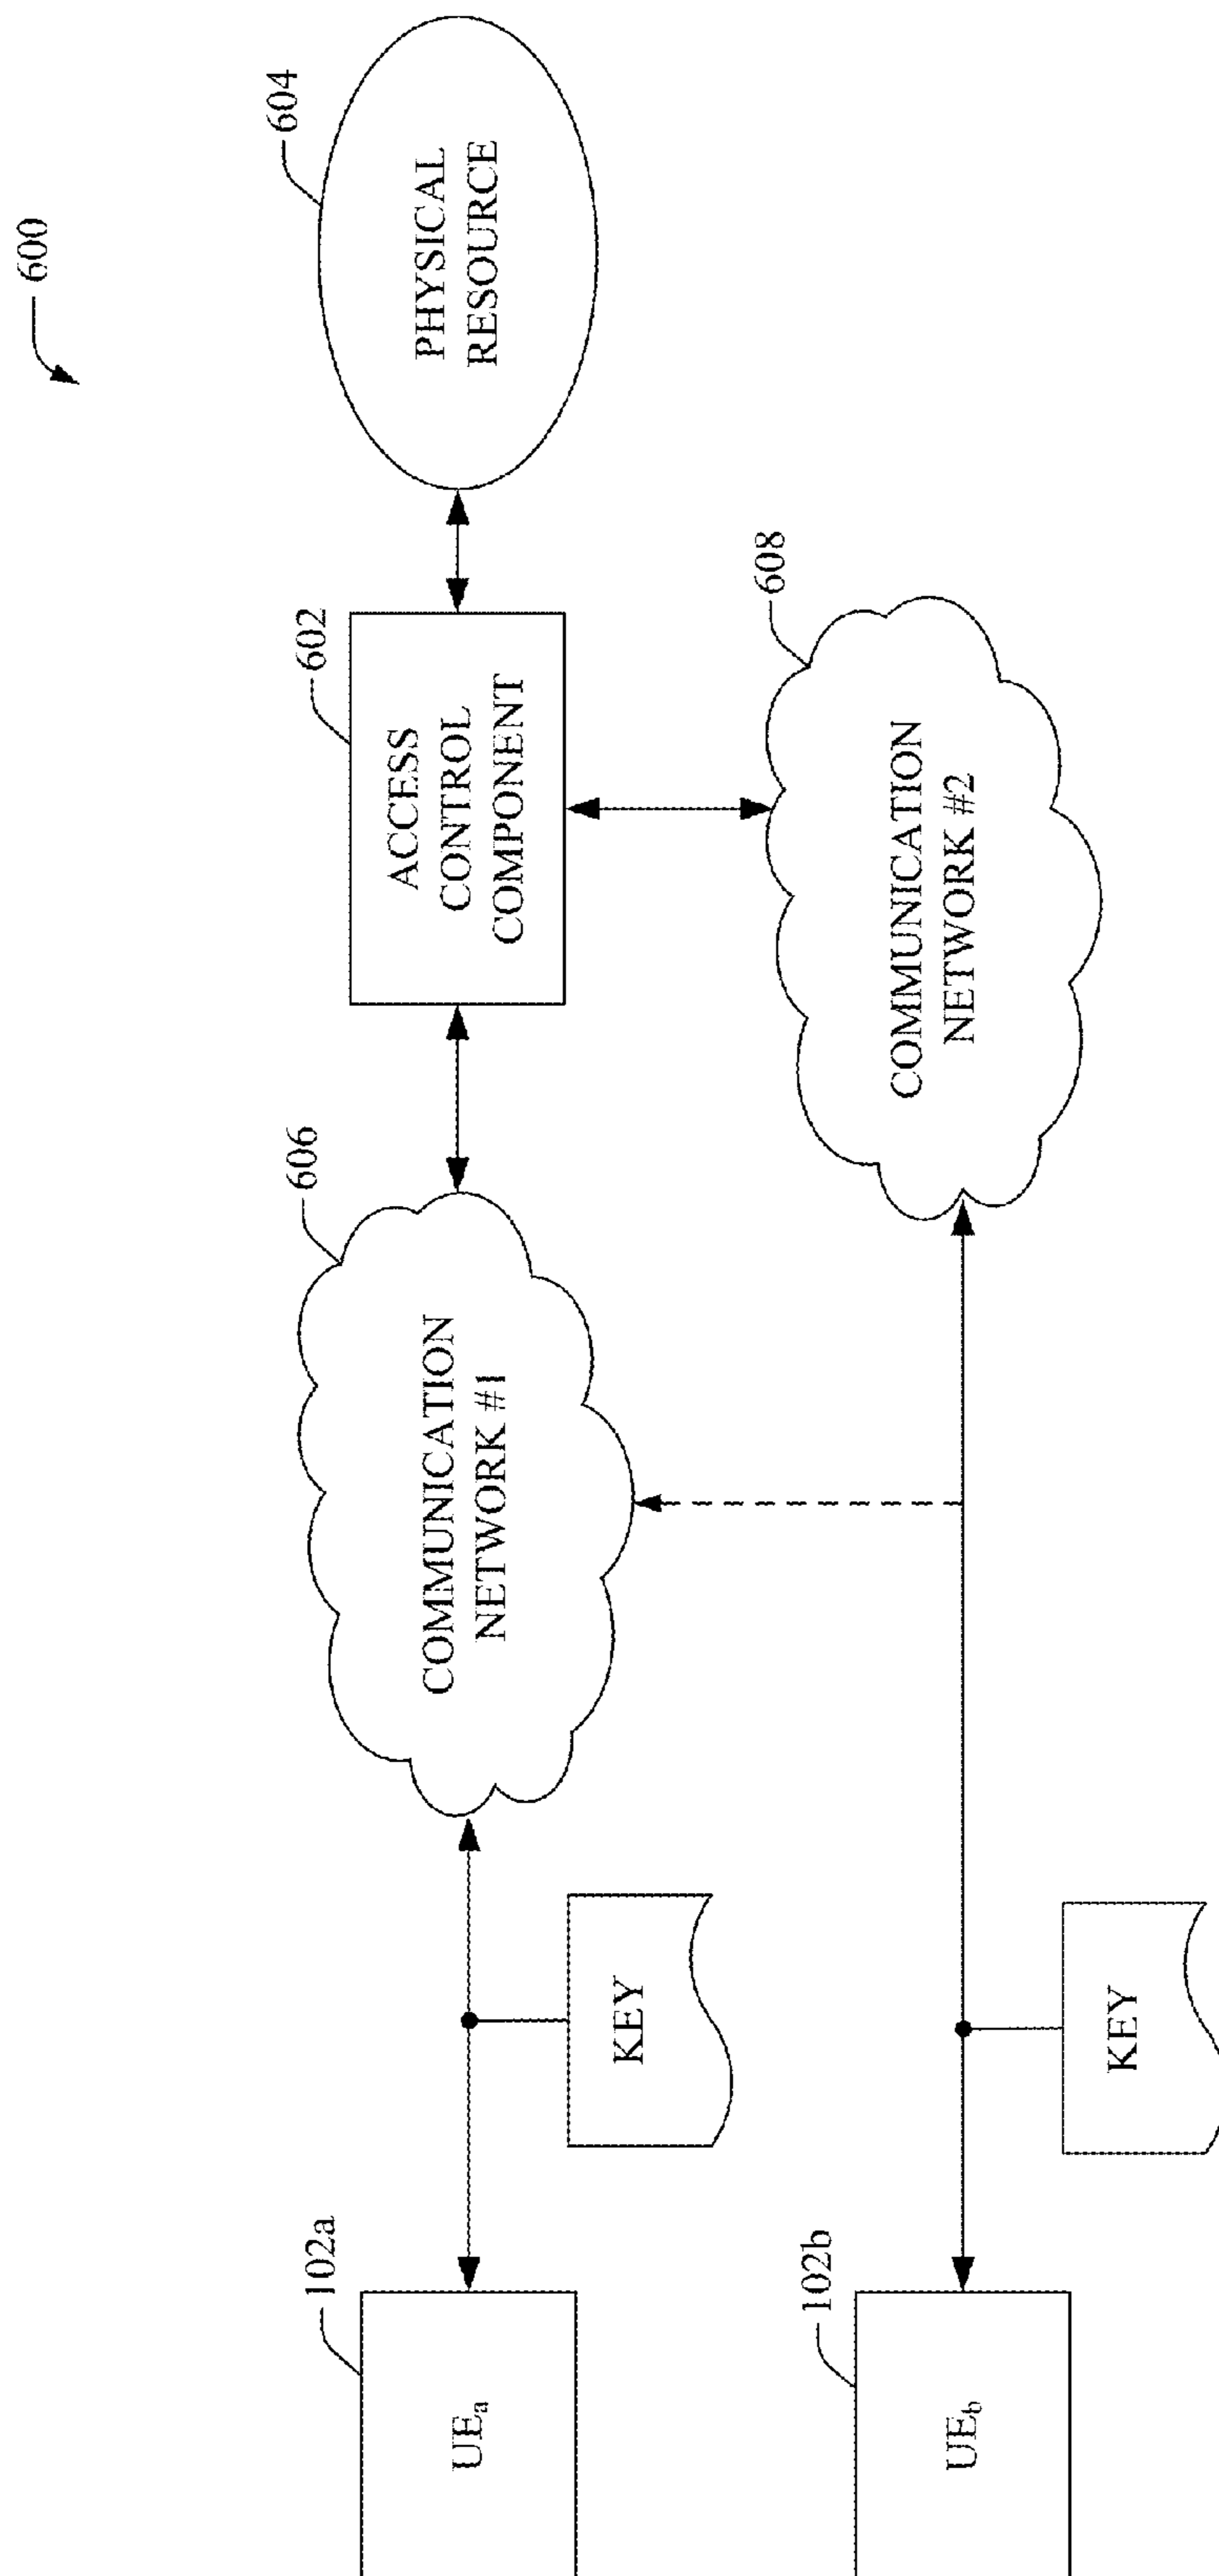 600
102a
UEₐ
KEY
606
COMMUNICATION
NETWORK #1
602
ACCESS
CONTROL
COMPONENT
604
PHYSICAL
RESOURCE
102b
UE_b
KEY
608
COMMUNICATION
NETWORK #2